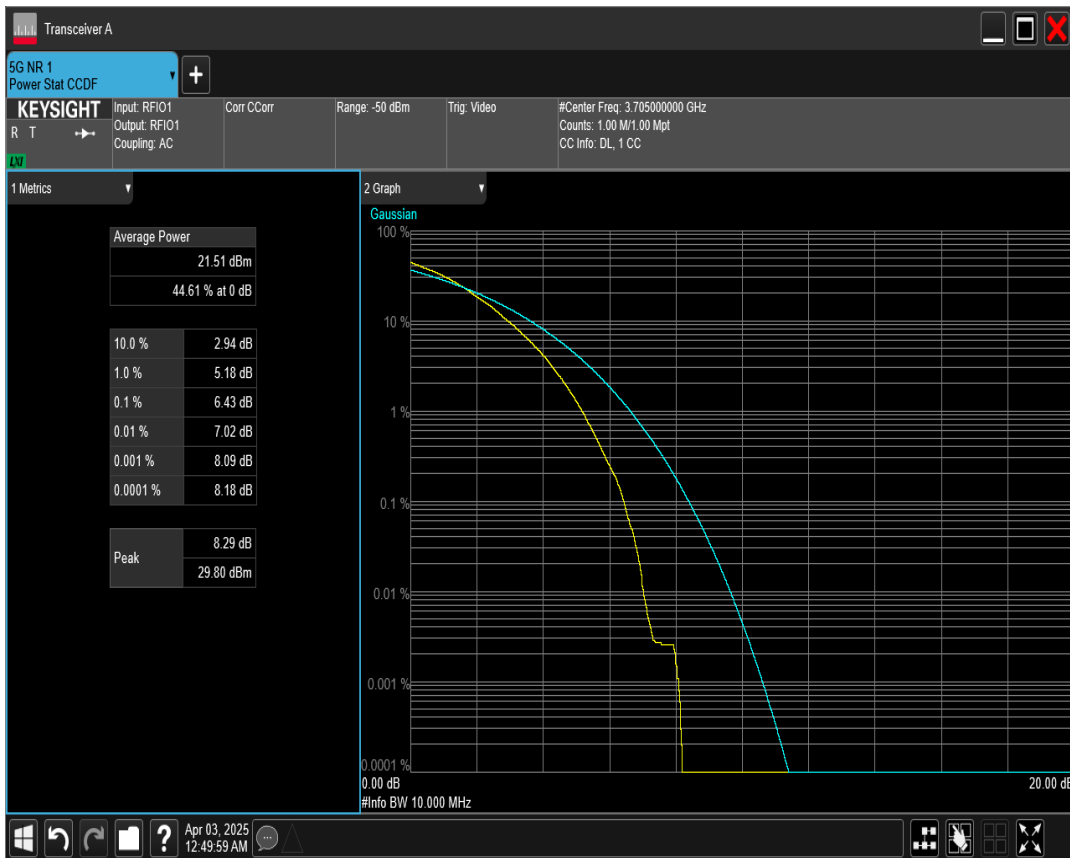 Transceiver A
5G NR 1
Power Stat CCDF
KEYSIGHT
R T
LXI
Input: RFIO1
Output: RFIO1
Coupling: AC
Corr CCorr
Range: -50 dBm
Trig: Video
#Center Freq: 3.705000000 GHz
Counts: 1.00 M/1.00 Mpt
CC Info: DL, 1 CC
1 Metrics
Average Power
21.51 dBm
44.61 % at 0 dB
10.0 % 2.94 dB
1.0 % 5.18 dB
0.1 % 6.43 dB
0.01 % 7.02 dB
0.001 % 8.09 dB
0.0001 % 8.18 dB
Peak
8.29 dB
29.80 dBm
2 Graph
Gaussian
100 %
10 %
1 %
0.1 %
0.01 %
0.001 %
0.0001 %
0.00 dB 20.00 dB
#Info BW 10.000 MHz
?
Apr 03, 2025
12:49:59 AM